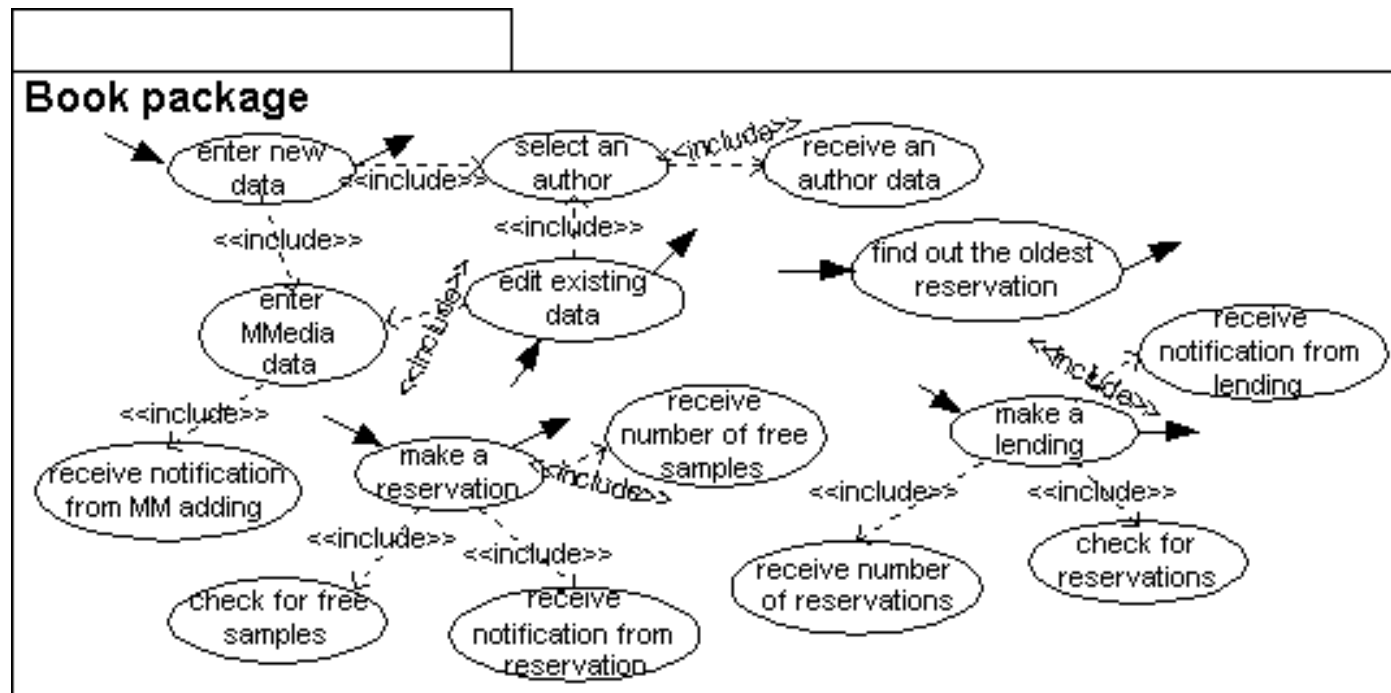 Book package
enter new
data
<<include>>
select an
author
<<include>>
receive an
author data
<<include>>
<<include>>
find out the oldest
reservation
enter
MMedia
data
<<include>>
edit existing
data
receive
notification from
lending
<<include>>
<<include>>
receive
number of free
samples
make a
lending
receive notification
from MM adding
make a
reservation
<<include>>
<<include>>
<<include>>
<<include>>
<<include>>
check for free
samples
receive
notification from
reservation
receive number
of reservations
check for
reservations